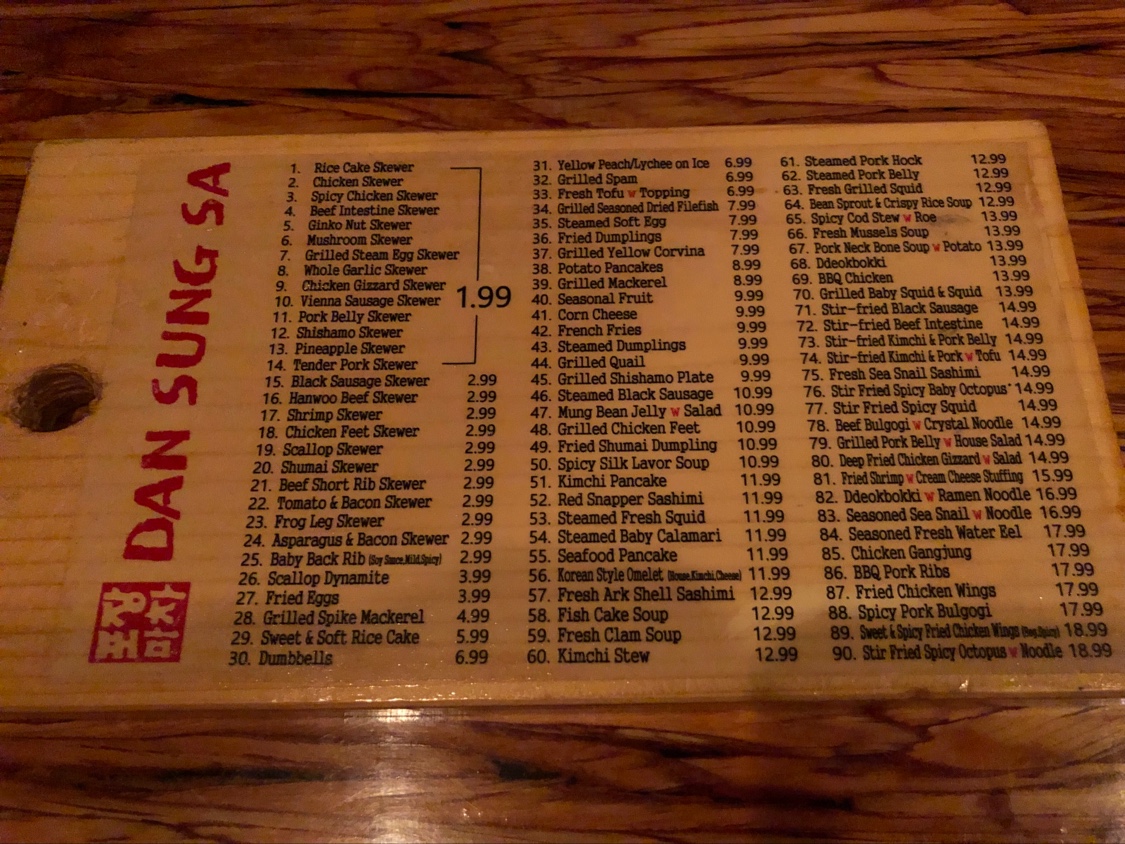 DAN SUNG SA
1. Rice Cake Skewer
2. Chicken Skewer
3. Spicy Chicken Skewer
4. Beef Intestine Skewer
5. Ginko Nut Skewer
6. Mushroom Skewer
7. Grilled Steam Egg Skewer
8. Whole Garlic Skewer
9. Chicken Gizzard Skewer
10. Vienna Sausage Skewer
11. Pork Belly Skewer
12. Shishamo Skewer
13. Pineapple Skewer
14. Tender Pork Skewer
1.99
15. Black Sausage Skewer 2.99
16. Hanwoo Beef Skewer 2.99
17. Shrimp Skewer 2.99
18. Chicken Feet Skewer 2.99
19. Scallop Skewer 2.99
20. Shumai Skewer 2.99
21. Beef Short Rib Skewer 2.99
22. Tomato & Bacon Skewer 2.99
23. Frog Leg Skewer 2.99
24. Asparagus & Bacon Skewer 2.99
25. Baby Back Rib (Soy Sauce,Mild,Spicy) 2.99
26. Scallop Dynamite 3.99
27. Fried Eggs 3.99
28. Grilled Spike Mackerel 4.99
29. Sweet & Soft Rice Cake 5.99
30. Dumbbells 6.99
31. Yellow Peach/Lychee on Ice 6.99
32. Grilled Spam 6.99
33. Fresh Tofu w Topping 6.99
34. Grilled Seasoned Dried Filefish 7.99
35. Steamed Soft Egg 7.99
36. Fried Dumplings 7.99
37. Grilled Yellow Corvina 7.99
38. Potato Pancakes 8.99
39. Grilled Mackerel 8.99
40. Seasonal Fruit 9.99
41. Corn Cheese 9.99
42. French Fries 9.99
43. Steamed Dumplings 9.99
44. Grilled Quail 9.99
45. Grilled Shishamo Plate 9.99
46. Steamed Black Sausage 10.99
47. Mung Bean Jelly w Salad 10.99
48. Grilled Chicken Feet 10.99
49. Fried Shumai Dumpling 10.99
50. Spicy Silk Lavor Soup 10.99
51. Kimchi Pancake 11.99
52. Red Snapper Sashimi 11.99
53. Steamed Fresh Squid 11.99
54. Steamed Baby Calamari 11.99
55. Seafood Pancake 11.99
56. Korean Style Omelet (House,Kimchi,Cheese) 11.99
57. Fresh Ark Shell Sashimi 12.99
58. Fish Cake Soup 12.99
59. Fresh Clam Soup 12.99
60. Kimchi Stew 12.99
61. Steamed Pork Hock 12.99
62. Steamed Pork Belly 12.99
63. Fresh Grilled Squid 12.99
64. Bean Sprout & Crispy Rice Soup 12.99
65. Spicy Cod Stew w Roe 13.99
66. Fresh Mussels Soup 13.99
67. Pork Neck Bone Soup w Potato 13.99
68. Ddeokbokki 13.99
69. BBQ Chicken 13.99
70. Grilled Baby Squid & Squid 13.99
71. Stir-fried Black Sausage 14.99
72. Stir-fried Beef Intestine 14.99
73. Stir-fried Kimchi & Pork Belly 14.99
74. Stir-fried Kimchi & Pork w Tofu 14.99
75. Fresh Sea Snail Sashimi 14.99
76. Stir Fried Spicy Baby Octopus 14.99
77. Stir Fried Spicy Squid 14.99
78. Beef Bulgogi w Crystal Noodle 14.99
79. Grilled Pork Belly w House Salad 14.99
80. Deep Fried Chicken Gizzard w Salad 14.99
81. Fried Shrimp w Cream Cheese Stuffing 15.99
82. Ddeokbokki w Ramen Noodle 16.99
83. Seasoned Sea Snail w Noodle 16.99
84. Seasoned Fresh Water Eel 17.99
85. Chicken Gangjung 17.99
86. BBQ Pork Ribs 17.99
87. Fried Chicken Wings 17.99
88. Spicy Pork Bulgogi 17.99
89. Sweet & Spicy Fried Chicken Wings 18.99
90. Stir Fried Spicy Octopus w Noodle 18.99